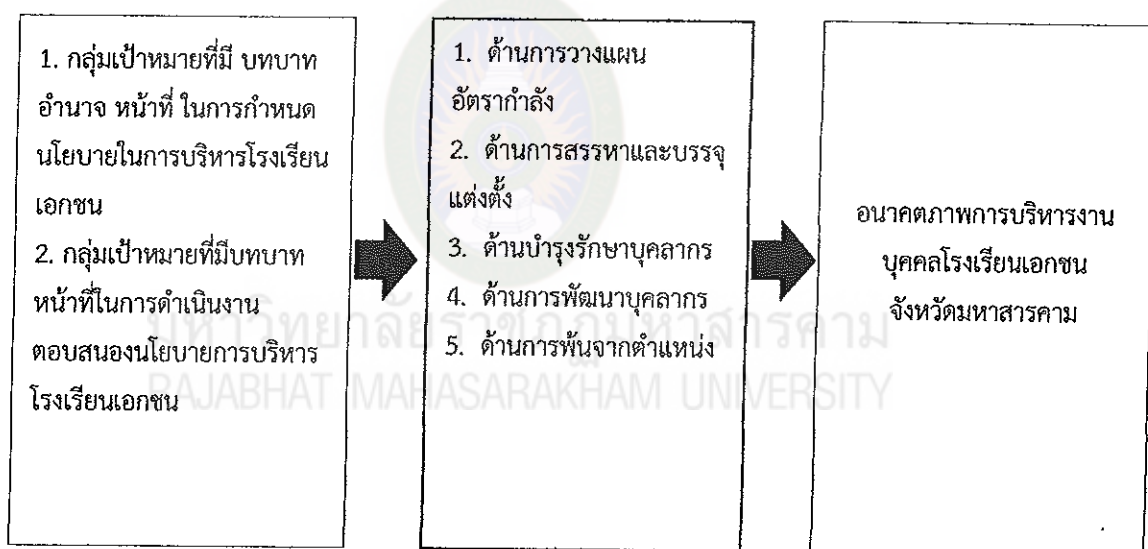 1. กลุ่มเป้าหมายที่มี บทบาท
อำนาจ หน้าที่ ในการกำหนด
นโยบายในการบริหารโรงเรียน
เอกชน
2. กลุ่มเป้าหมายที่มีบทบาท
หน้าที่ในการดำเนินงาน
ตอบสนองนโยบายการบริหาร
โรงเรียนเอกชน
1. ด้านการวางแผน
อัตรากำลัง
2. ด้านการสรรหาและบรรจุ
แต่งตั้ง
3. ด้านบำรุงรักษาบุคลากร
4. ด้านการพัฒนาบุคลากร
5. ด้านการพ้นจากตำแหน่ง
อนาคตภาพการบริหารงาน
บุคคลโรงเรียนเอกชน
จังหวัดมหาสารคาม
มหาวิทยาลัยราชภัฏมหาสารคาม
RAJABHAT MAHASARAKHAM UNIVERSITY